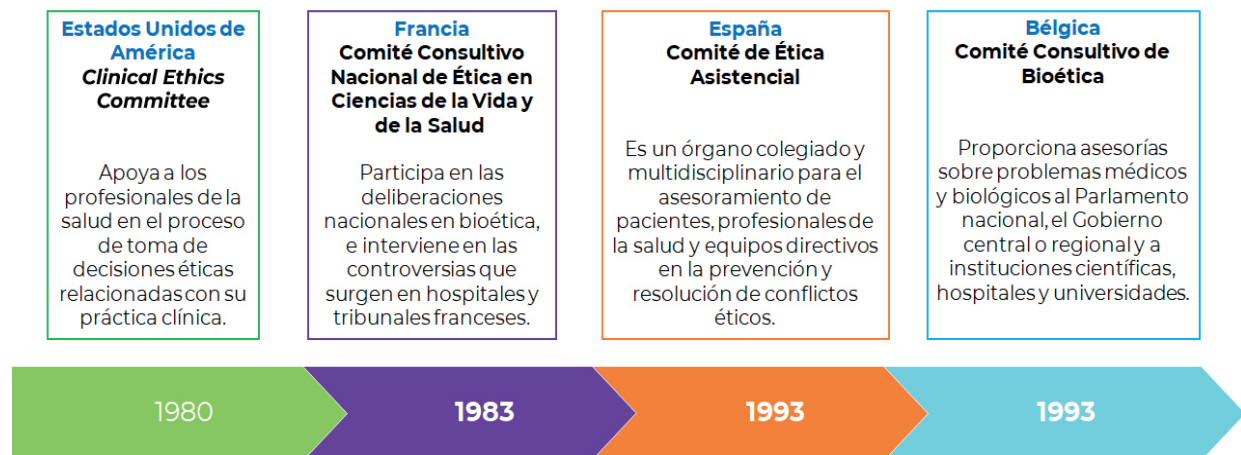 Estados Unidos de
América
Clinical Ethics
Committee
Apoya a los
profesionales de la
salud en el proceso
de toma de
decisiones éticas
relacionadas con su
práctica clínica.
Francia
Comité Consultivo
Nacional de Ética en
Ciencias de la Vida y
de la Salud
Participa en las
deliberaciones
nacionales en bioética,
e interviene en las
controversias que
surgen en hospitales y
tribunales franceses.
España
Comité de Ética
Asistencial
Es un órgano colegiado y
multidisciplinario para el
asesoramiento de
pacientes, profesionales de
la salud y equipos directivos
en la prevención y
resolución de conflictos
éticos.
Bélgica
Comité Consultivo de
Bioética
Proporciona asesorías
sobre problemas médicos
y biológicos al Parlamento
nacional, el Gobierno
central o regional y a
instituciones científicas,
hospitales y universidades.
1980
1983
1993
1993